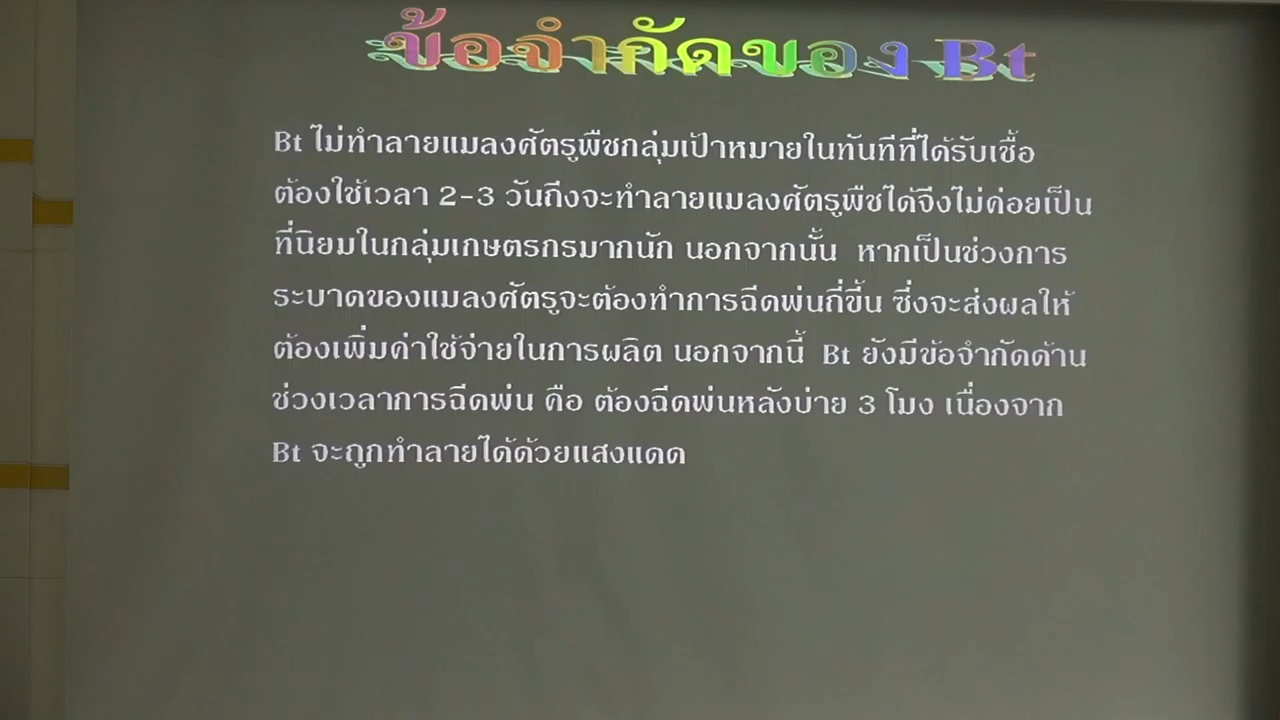 ข้อจำกัดของ Bt
Bt ไม่ทำลายแมลงศัตรูพืชกลุ่มเป้าหมายในทันทีที่ได้รับเชื้อ
ต้องใช้เวลา 2-3 วันถึงจะทำลายแมลงศัตรูพืชได้จึงไม่ค่อยเป็น
ที่นิยมในกลุ่มเกษตรกรมากนัก นอกจากนั้น หากเป็นช่วงการ
ระบาดของแมลงศัตรูจะต้องทำการฉีดพ่นถี่ขึ้น ซึ่งจะส่งผลให้
ต้องเพิ่มค่าใช้จ่ายในการผลิต นอกจากนี้ Bt ยังมีข้อจำกัดด้าน
ช่วงเวลาการฉีดพ่น คือ ต้องฉีดพ่นหลังบ่าย 3 โมง เนื่องจาก
Bt จะถูกทำลายได้ด้วยแสงแดด